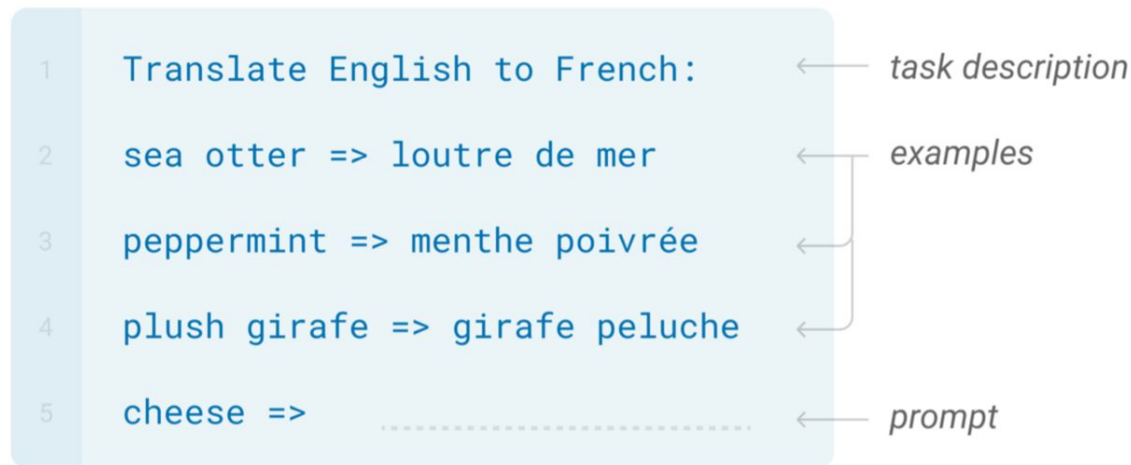 1 Translate English to French: task description
2 sea otter => loutre de mer examples
3 peppermint => menthe poivrée
4 plush girafe => girafe peluche
5 cheese => prompt